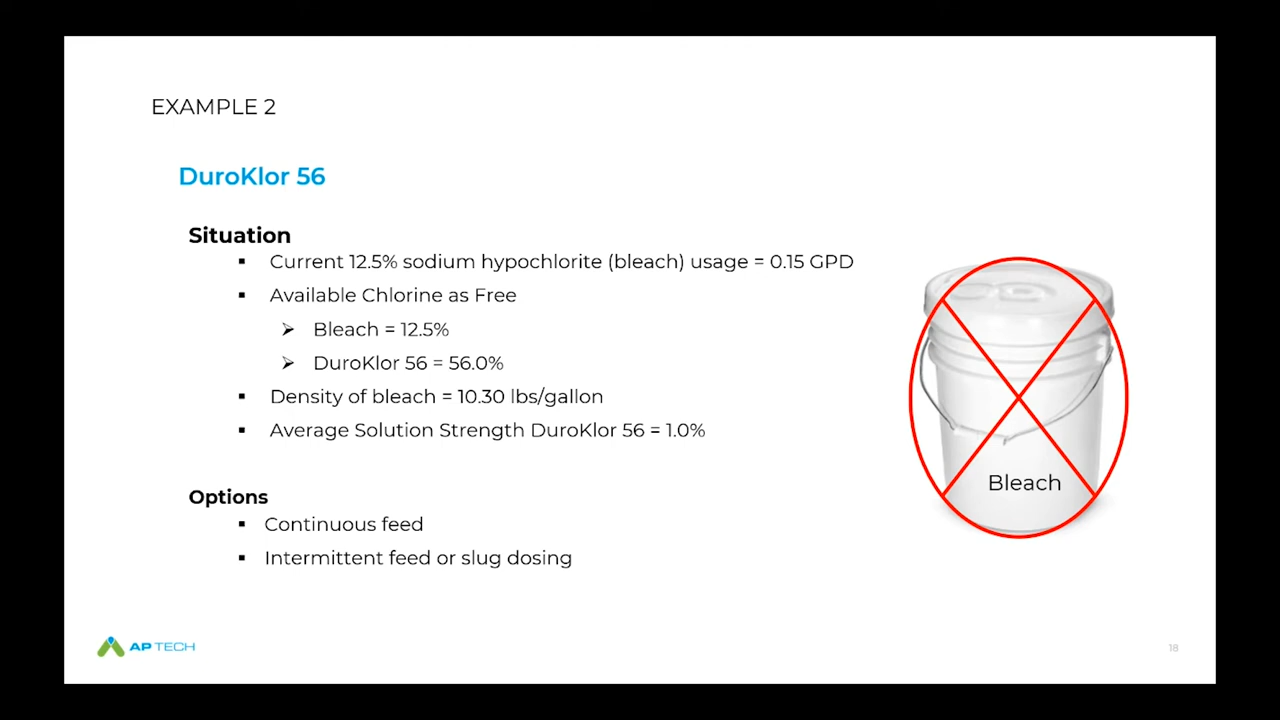 EXAMPLE 2
DuroKlor 56
Situation
▪ Current 12.5% sodium hypochlorite (bleach) usage = 0.15 GPD
▪ Available Chlorine as Free
➢ Bleach = 12.5%
➢ DuroKlor 56 = 56.0%
▪ Density of bleach = 10.30 lbs/gallon
▪ Average Solution Strength DuroKlor 56 = 1.0%
Bleach
Options
▪ Continuous feed
▪ Intermittent feed or slug dosing
AP TECH
18